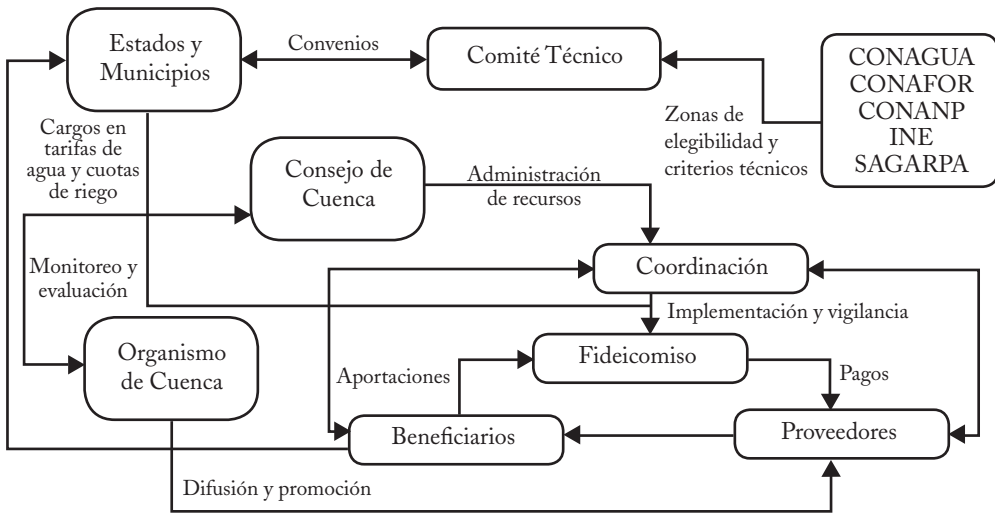 Estados y
Municipios
Convenios
Comité Técnico
CONAGUA
CONAFOR
CONANP
INE
SAGARPA
Zonas de
elegibilidad y
criterios técnicos
Cargos en
tarifas de
agua y cuotas
de riego
Consejo de
Cuenca
Administración
de recursos
Monitoreo y
evaluación
Coordinación
Implementación y vigilancia
Organismo
de Cuenca
Aportaciones
Fideicomiso
Pagos
Beneficiarios
Proveedores
Difusión y promoción